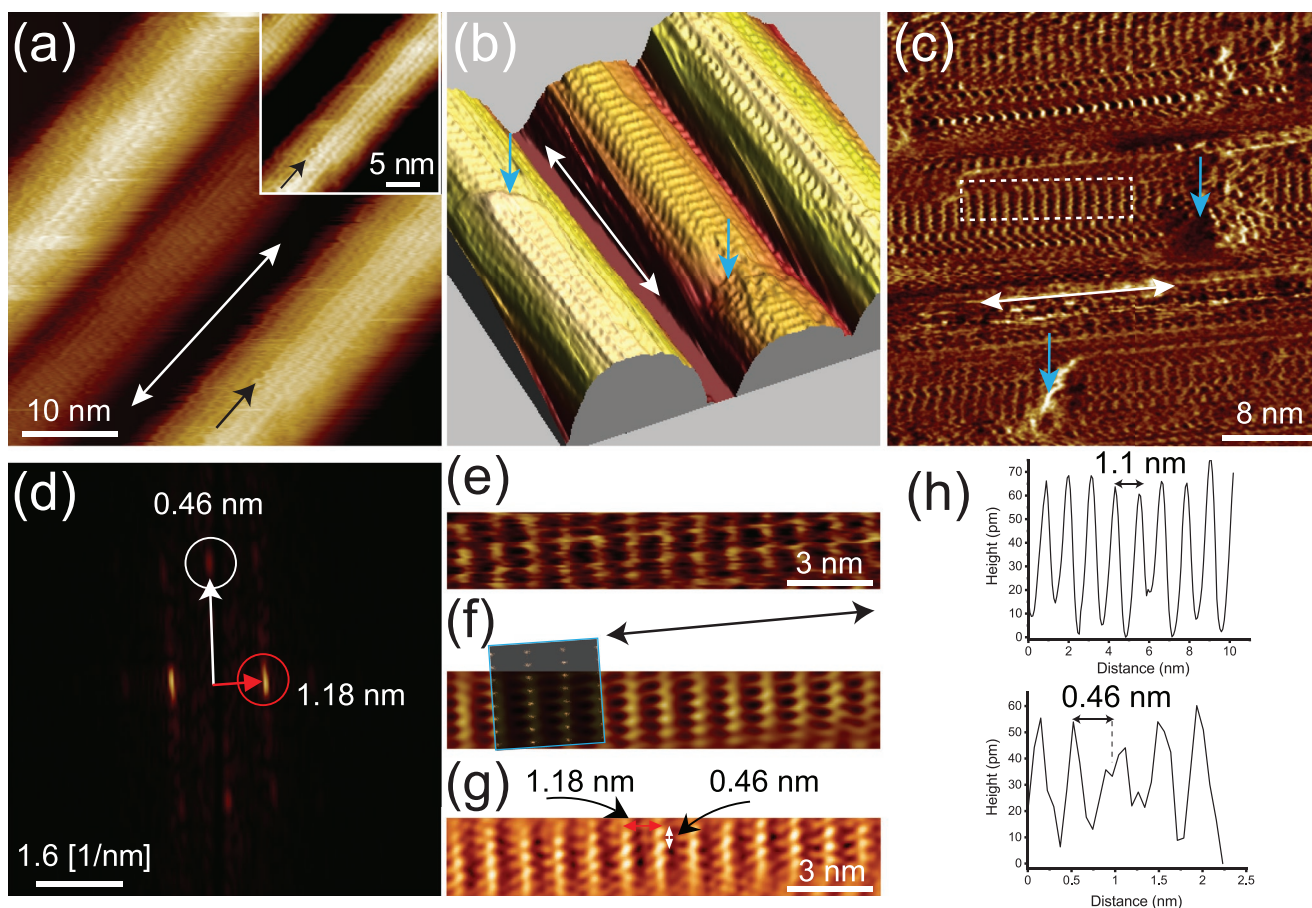 (a)
5 nm
10 nm
(b)
(c)
8 nm
(d)
0.46 nm
1.18 nm
1.6 [1/nm]
(e)
3 nm
(f)
(g)
1.18 nm
0.46 nm
3 nm
(h)
1.1 nm
Height (pm)
70
60
50
40
30
20
10
0
0 2 4 6 8 10
Distance (nm)
0.46 nm
Height (pm)
60
50
40
30
20
10
0
0 0,5 1 1,5 2 2,5
Distance (nm)